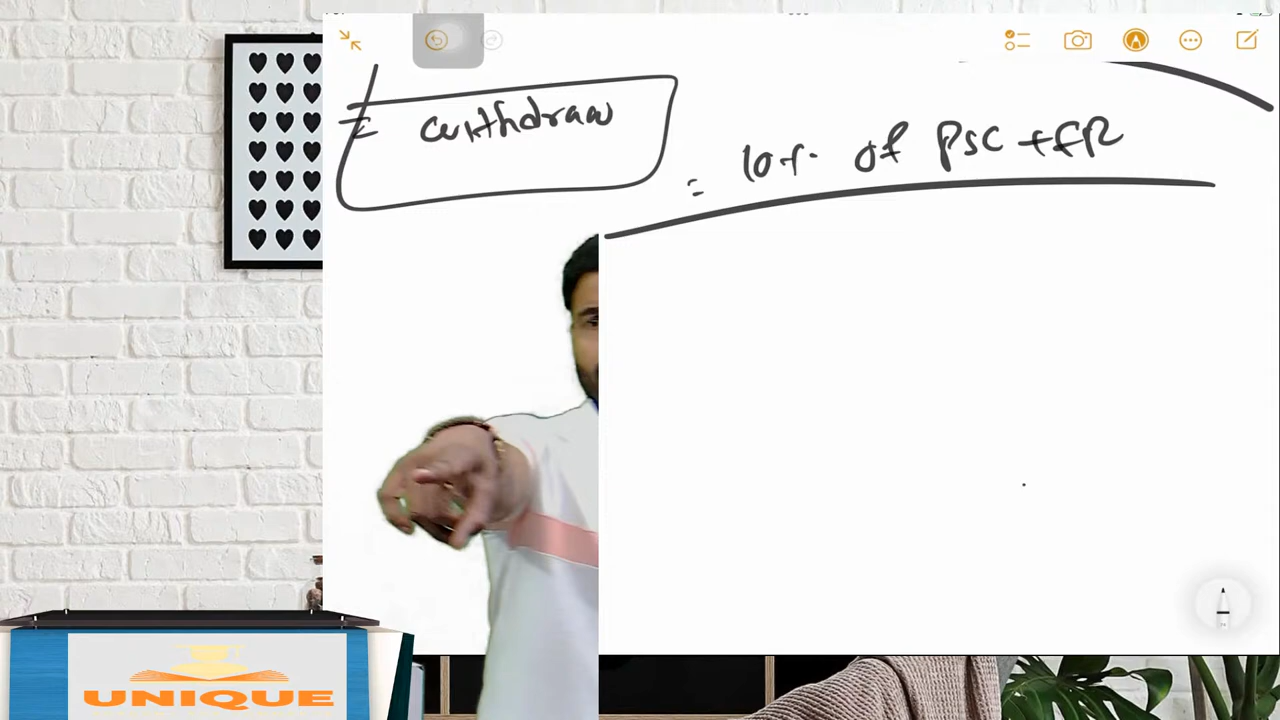 = withdraw
= 10% of PSC + FR
UNIQUE